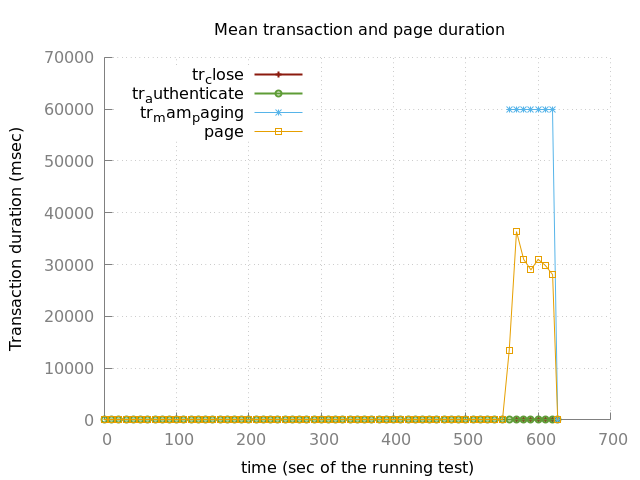 Mean transaction and page duration
70000
60000
50000
40000
30000
20000
10000
0
Transaction duration (msec)
tr_close
tr_authenticate
tr_mam_paging
page
0 100 200 300 400 500 600 700
time (sec of the running test)